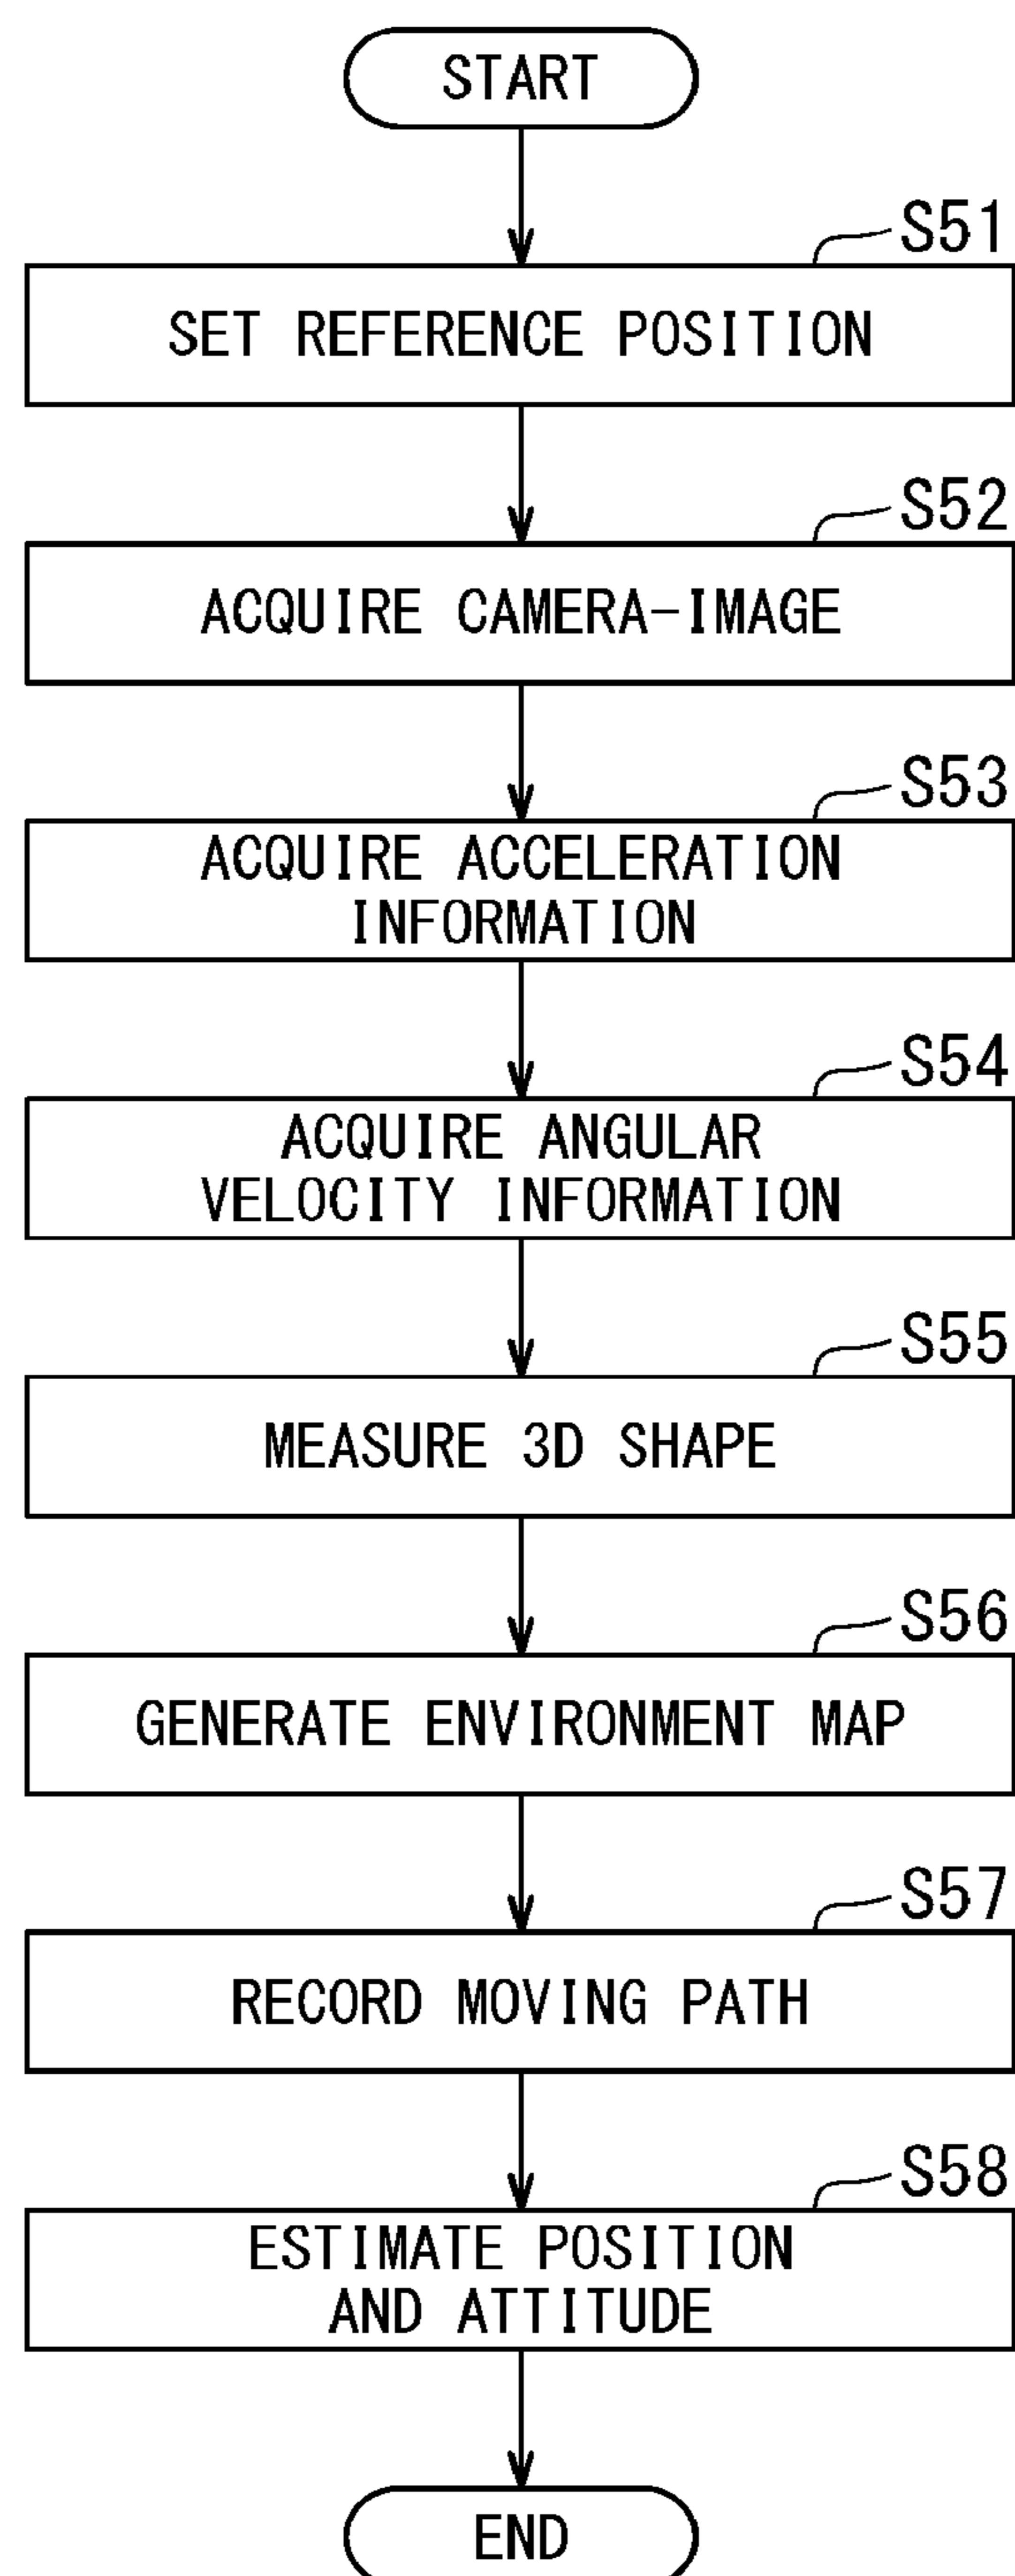 START
S51
SET REFERENCE POSITION
S52
ACQUIRE CAMERA-IMAGE
S53
ACQUIRE ACCELERATION
INFORMATION
S54
ACQUIRE ANGULAR
VELOCITY INFORMATION
S55
MEASURE 3D SHAPE
S56
GENERATE ENVIRONMENT MAP
S57
RECORD MOVING PATH
S58
ESTIMATE POSITION
AND ATTITUDE
END